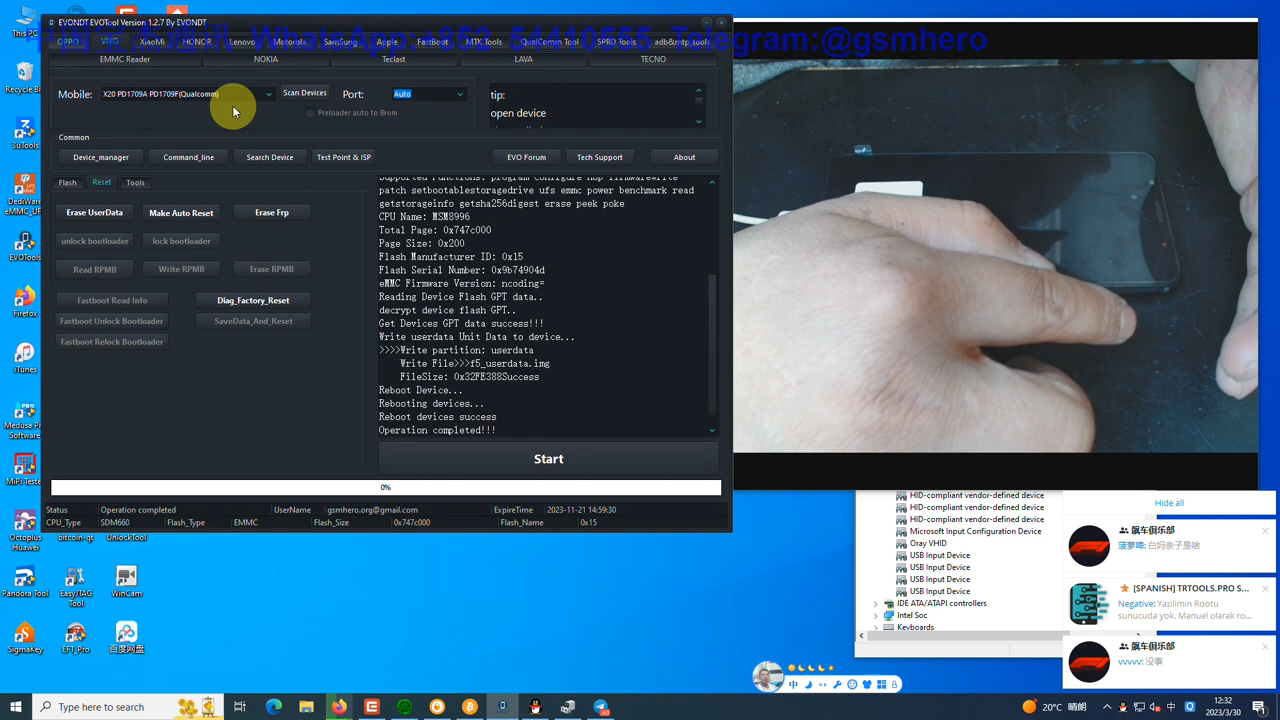 This PC
EVONDT EVOTool Version 1.2.7 By EVONDT
OPPO VIVO XiaoMi HONOR Lenovo Motorola SamSung Apple FastBoot MTK Tools QualComm Tool SPRD Tools adb&mtp_tools
Telegram:@gsmhero
EMMC Reader NOKIA Teclast LAVA TECNO
Mobile: X20 PD1709A PD1709F(Qualcomm) Scan Devices Port: Auto
Preloader auto to Brom
tip:
open device
Common
Device_manager Command_line Search Device Test Point & ISP EVO Forum Tech Support About
Flash Reset Tools
Erase UserData Make Auto Reset Erase Frp
unlock bootloader lock bootloader
Read RPMB Write RPMB Erase RPMB
Fastboot Read Info Diag_Factory_Reset
Fastboot Unlock Bootloader SaveData_And_Reset
Fastboot Relock Bootloader
Supported Functions: program configure nop firmwarewrite
patch setbootablestoragedrive ufs emmc power benchmark read
getstorageinfo getsha256digest erase peek poke
CPU Name: MSM8996
Total Page: 0x747c000
Page Size: 0x200
Flash Manufacturer ID: 0x15
Flash Serial Number: 0x9b74904d
eMMC Firmware Version: ncoding=
Reading Device Flash GPT data..
decrypt device flash GPT..
Get Devices GPT data success!!!
Write userdata Unit Data to device...
>>>>Write partition: userdata
Write File>>>f5_userdata.img
FileSize: 0x32FE388Success
Reboot Device...
Rebooting devices...
Reboot devices success
Operation completed!!!
Start
0%
Status Operation completed UserName gsmhero.org@gmail.com ExpireTime 2023-11-21 14:59:30
CPU_Type SDM660 Flash_Type EMMC Flash_Size 0x747c000 Flash_Name 0x15
Recycle B
3uTools
DediWare
eMMC_UF
EVOTools
Firefox
iTunes
Medusa P
Software
MiPi Teste
Octoplus
Huawei
bitcoin-qt
UnlockTool
Pandora Tool
EasyJTAG
Tool
WinCam
SigmaKey
EFT_Pro
百度网盘
HID-compliant vendor-defined device
HID-compliant vendor-defined device
HID-compliant vendor-defined device
Microsoft Input Configuration Device
Oray VHID
USB Input Device
USB Input Device
USB Input Device
USB Input Device
IDE ATA/ATAPI controllers
Intel Soc
Keyboards
Hide all
飙车俱乐部
菠萝啤: 白妈奈子是啥
[SPANISH] TRTOOLS.PRO S...
Negative: Yazilimin Rootu
sunucuda yok. Manuel olarak ro...
飙车俱乐部
vvvvv: 没事
中
Type here to search
20°C 晴朗
中
12:32
2023/3/30